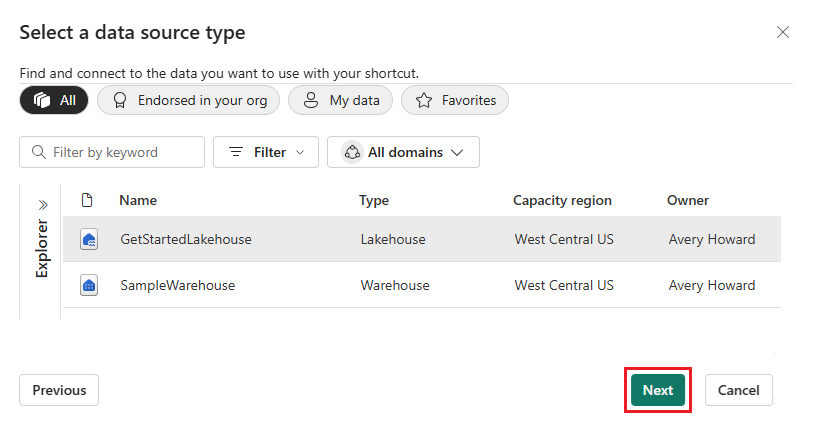 Select a data source type
Find and connect to the data you want to use with your shortcut.
All Endorsed in your org My data Favorites
Filter by keyword Filter All domains
Explorer
Name Type Capacity region Owner
GetStartedLakehouse Lakehouse West Central US Avery Howard
SampleWarehouse Warehouse West Central US Avery Howard
Previous Next Cancel